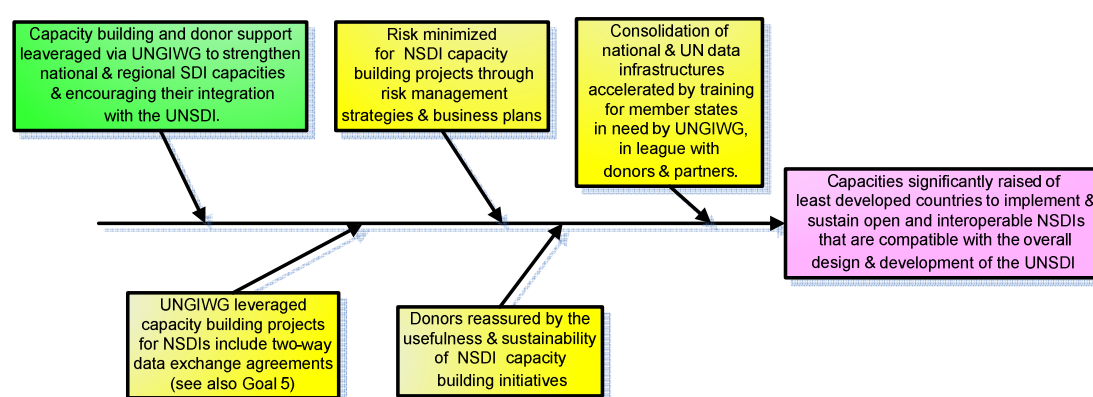 Capacity building and donor support
leaveraged via UNGIWG to strengthen
national & regional SDI capacities
& encouraging their integration
with the UNSDI.
Risk minimized
for NSDI capacity
building projects through
risk management
strategies & business plans
Consolidation of
national & UN data
infrastructures
accelerated by training
for member states
in need by UNGIWG,
in league with
donors & partners.
Capacities significantly raised of
least developed countries to implement &
sustain open and interoperable NSDIs
that are compatible with the overall
design & development of the UNSDI
UNGIWG leveraged
capacity building projects
for NSDIs include two-way
data exchange agreements
(see also Goal 5)
Donors reassured by the
usefulness & sustainability
of NSDI capacity
building initiatives